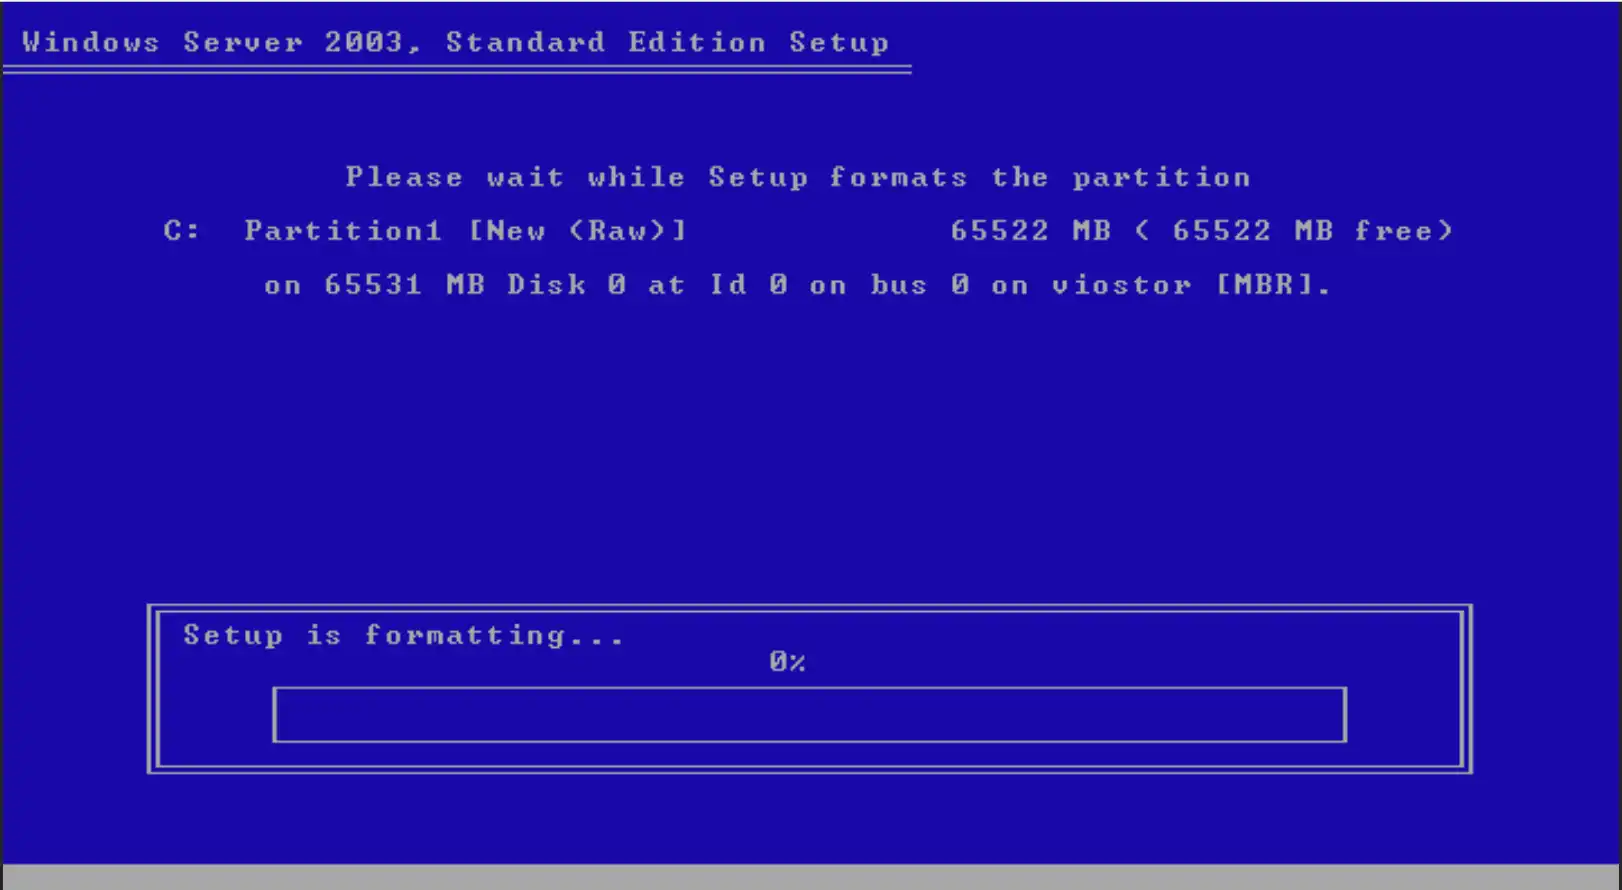 Windows Server 2003, Standard Edition Setup
Please wait while Setup formats the partition
C: Partition1 [New (Raw)] 65522 MB ( 65522 MB free)
on 65531 MB Disk 0 at Id 0 on bus 0 on viostor [MBR].
Setup is formatting...
0%